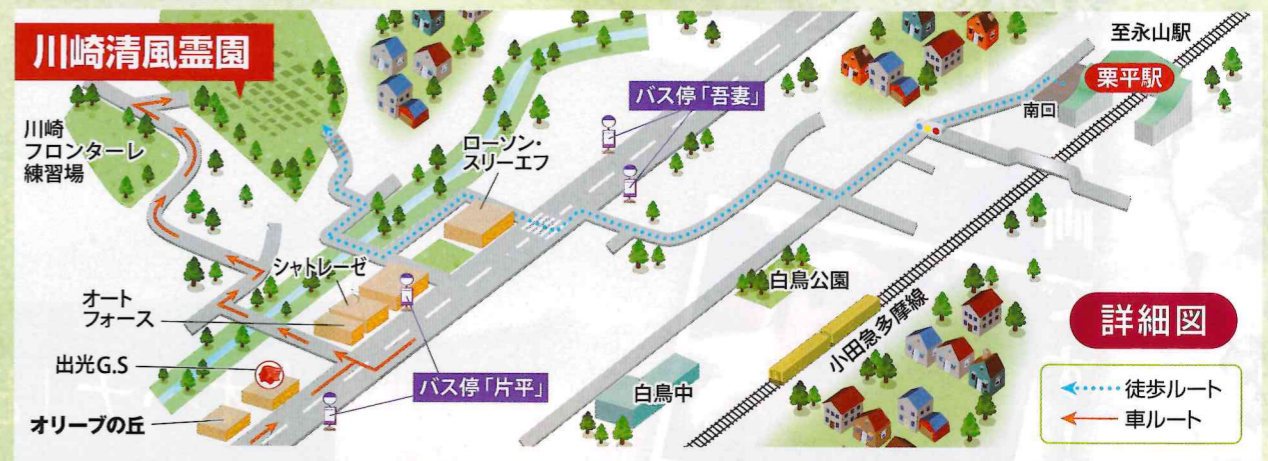 川崎清風霊園
至永山駅
栗平駅
南口
バス停「吾妻」
川崎
フロンターレ
練習場
ローソン・
スリーエフ
シャトレーゼ
白鳥公園
オート
フォース
小田急多摩線
詳細図
出光G.S
バス停「片平」
白鳥中
オリーブの丘
徒歩ルート
車ルート